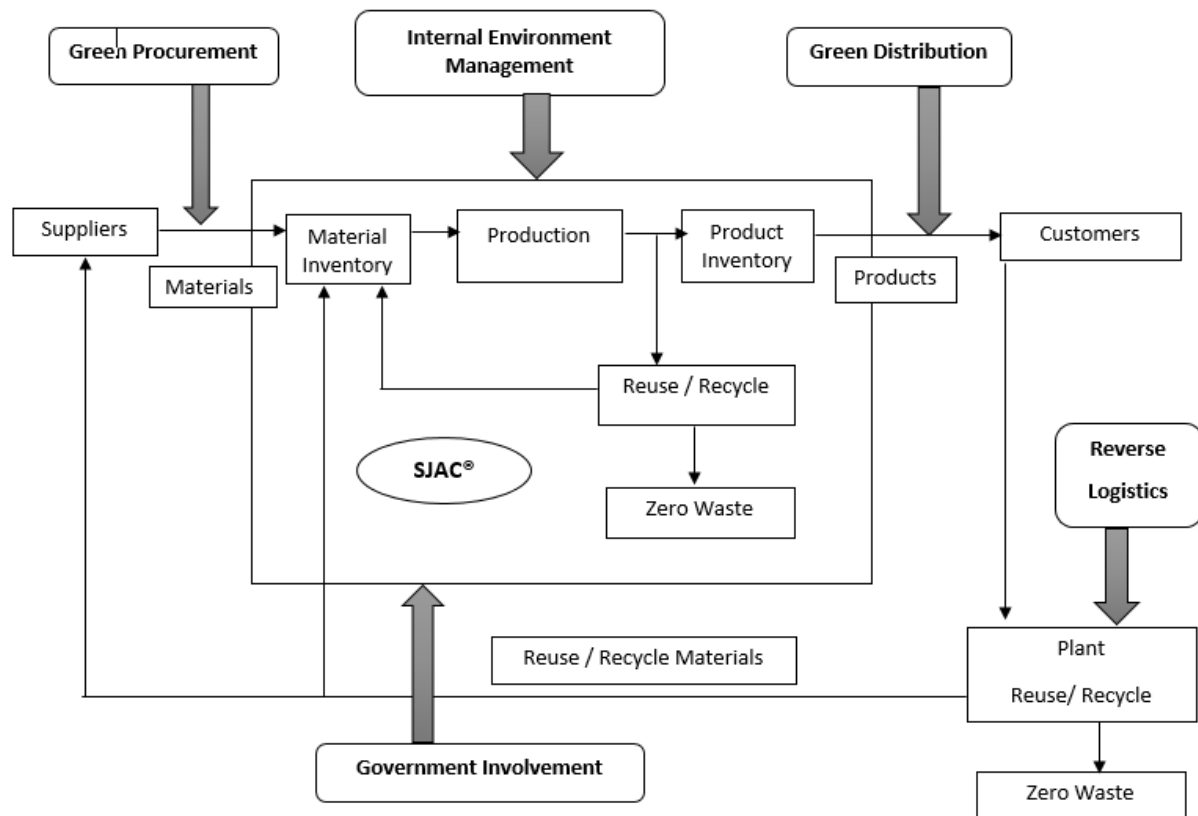 Green Procurement
Internal Environment
Management
Green Distribution
Suppliers
Material
Inventory
Production
Product
Inventory
Customers
Materials
Products
Reuse / Recycle
SJAC®
Zero Waste
Reverse
Logistics
Reuse / Recycle Materials
Plant
Reuse/ Recycle
Government Involvement
Zero Waste